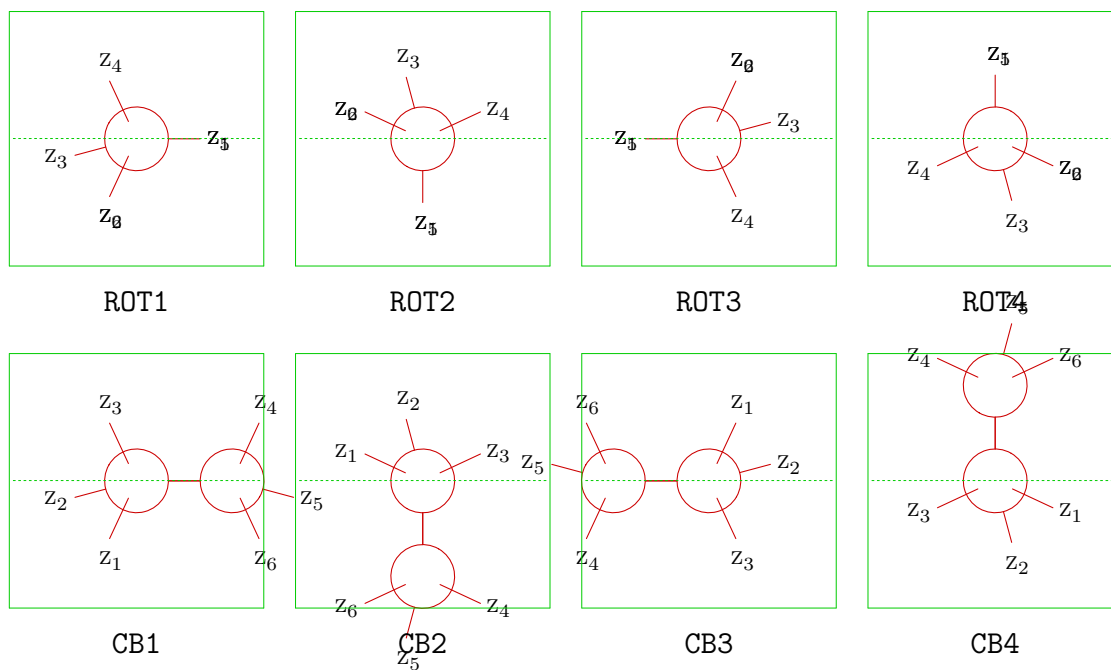 z₄
z₃
ROT1
z₃
z₄
ROT2
z₃
z₄
ROT3
z₄
z₃
ROT4
z₃ z₄
z₂ z₅
z₁ z₆
CB1
z₂
z₁ z₃
z₆ z₄
z₅
CB2
z₆ z₁
z₅ z₂
z₄ z₃
CB3
z₄ z₆
z₃ z₁
z₂
CB4